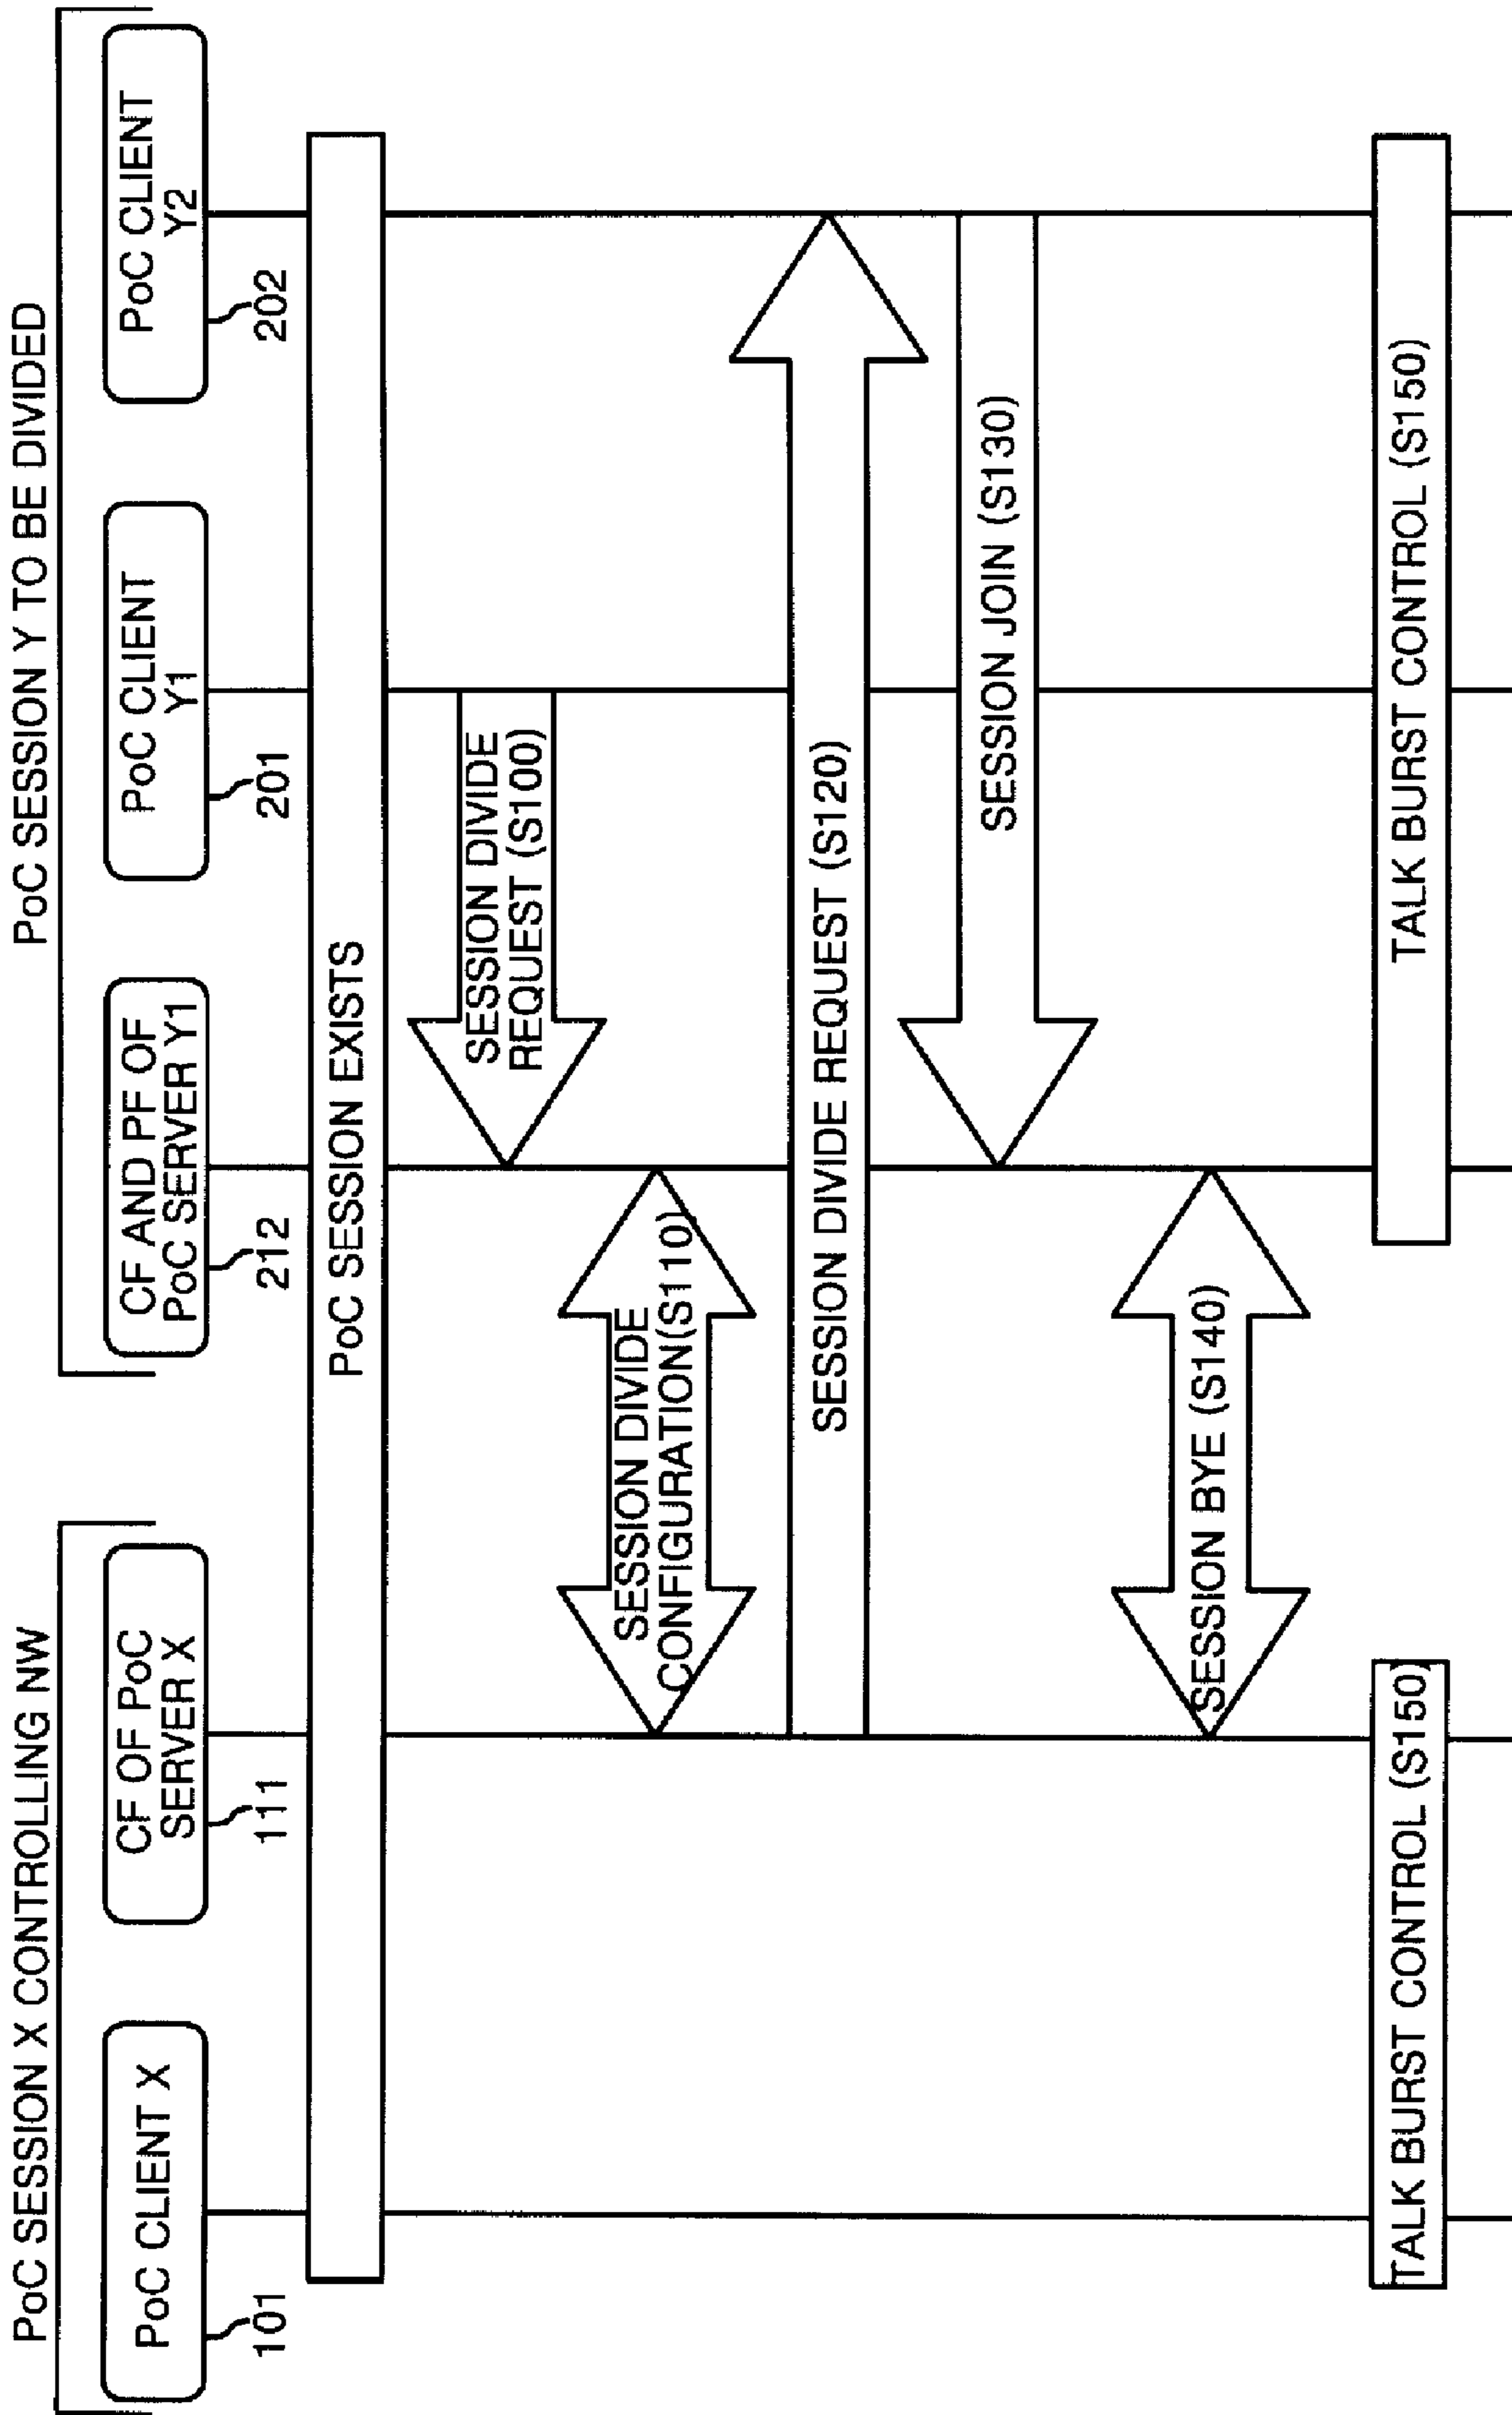 PoC SESSION X CONTROLLING NW
PoC SESSION Y TO BE DIVIDED
PoC CLIENT X
101
CF OF PoC
SERVER X
111
CF AND PF OF
PoC SERVER Y1
212
PoC CLIENT
Y1
201
PoC CLIENT
Y2
202
PoC SESSION EXISTS
SESSION DIVIDE
REQUEST (S100)
SESSION DIVIDE
CONFIGURATION(S110)
SESSION DIVIDE REQUEST (S120)
SESSION JOIN (S130)
SESSION BYE (S140)
TALK BURST CONTROL (S150)
TALK BURST CONTROL (S150)